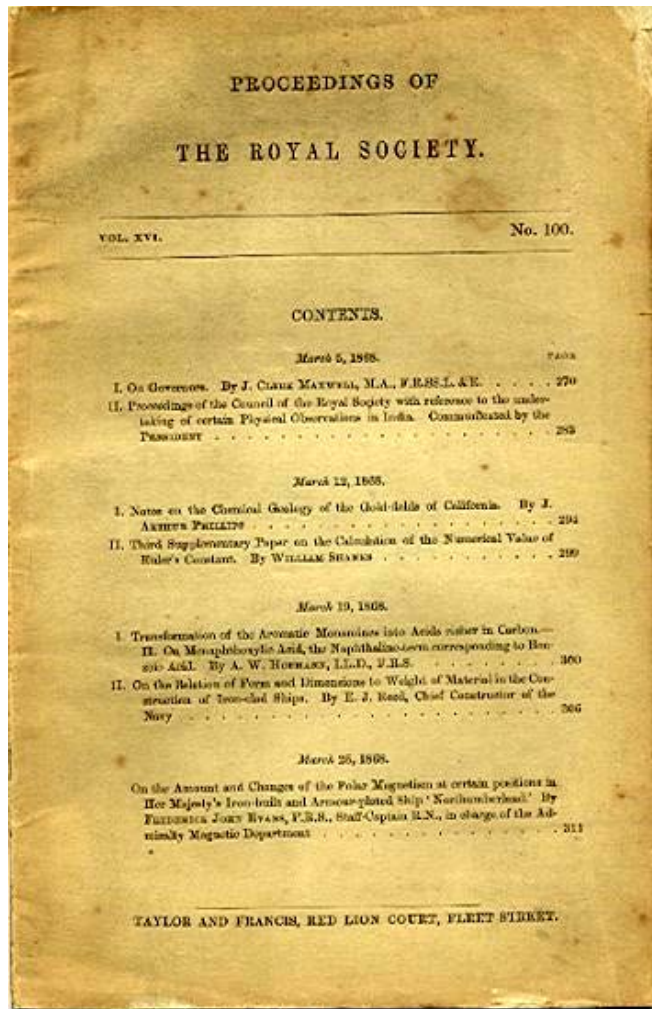 PROCEEDINGS OF
THE ROYAL SOCIETY.
VOL. XVI. No. 100.
CONTENTS.
March 5, 1868. PAGE
I. On Governors. By J. CLERK MAXWELL, M.A., F.R.SS.L. & E. . . . . . 270
II. Proceedings of the Council of the Royal Society with reference to the under-
taking of certain Physical Observations in India. Communicated by the
PRESIDENT . . . . . . . . . . . . . . . . . . 283
March 12, 1868.
I. Notes on the Chemical Geology of the Gold-fields of California. By J.
ARTHUR PHILLIPS . . . . . . . . . . . . . . . . . 294
II. Third Supplementary Paper on the Calculation of the Numerical Value of
Euler's Constant. By WILLIAM SHANKS . . . . . . . . . . 299
March 19, 1868.
I. Transformation of the Aromatic Monamines into Acids richer in Carbon.—
II. On Menaphthoxylic Acid, the Naphthaline-term corresponding to Ben-
zoic Acid. By A. W. HOFMANN, LL.D., F.R.S. . . . . . . . . 300
II. On the Relation of Form and Dimensions to Weight of Material in the Con-
struction of Iron-clad Ships. By E. J. Reed, Chief Constructor of the
Navy . . . . . . . . . . . . . . . . . . . . 306
March 26, 1868.
On the Amount and Changes of the Polar Magnetism at certain positions in
Her Majesty's Iron-built and Armour-plated Ship 'Northumberland.' By
FREDERICK JOHN EVANS, F.R.S., Staff-Captain R.N., in charge of the Ad-
miralty Magnetic Department . . . . . . . . . . . . . 311
TAYLOR AND FRANCIS, RED LION COURT, FLEET STREET.